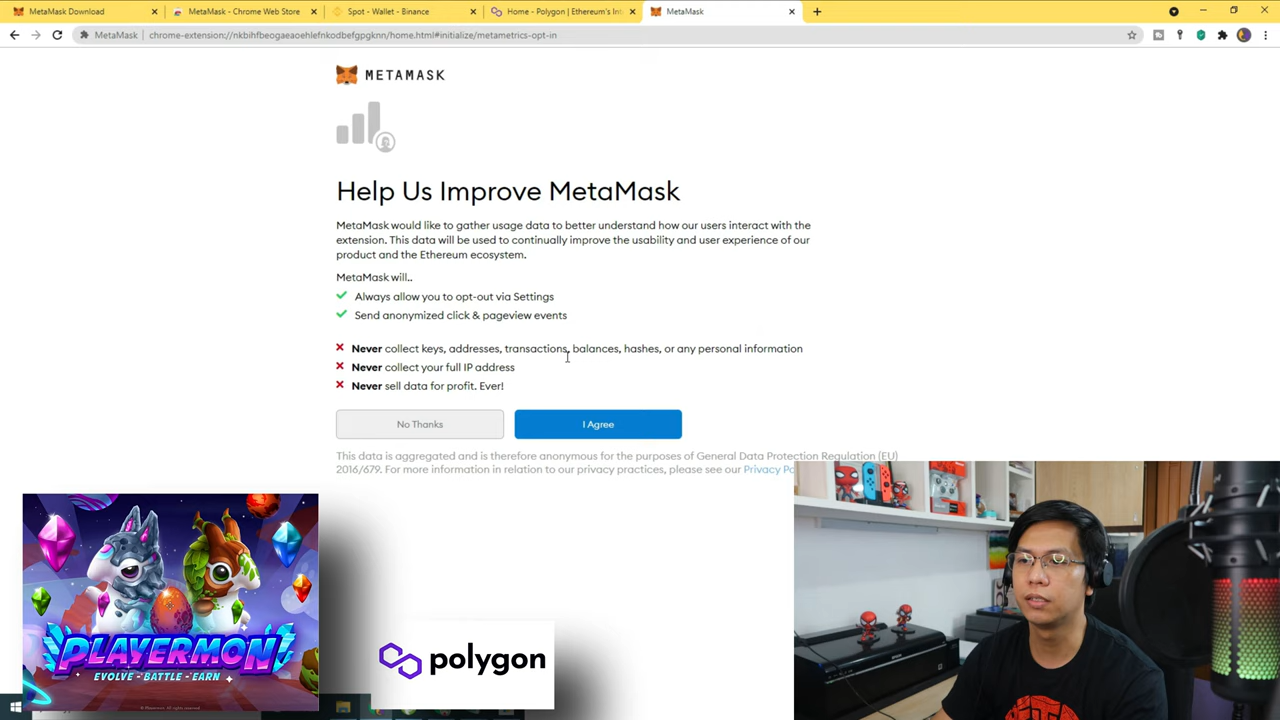 MetaMask Download
MetaMask - Chrome Web Store
Spot - Wallet - Binance
Home - Polygon | Ethereum's Int
MetaMask
MetaMask
chrome-extension://nkbihfbeogaeaoehlefnkodbefgpgknn/home.html#initialize/metametrics-opt-in
METAMASK
Help Us Improve MetaMask
MetaMask would like to gather usage data to better understand how our users interact with the
extension. This data will be used to continually improve the usability and user experience of our
product and the Ethereum ecosystem.
MetaMask will..
Always allow you to opt-out via Settings
Send anonymized click & pageview events
Never collect keys, addresses, transactions, balances, hashes, or any personal information
Never collect your full IP address
Never sell data for profit. Ever!
No Thanks
I Agree
This data is aggregated and is therefore anonymous for the purposes of General Data Protection Regulation (EU)
2016/679. For more information in relation to our privacy practices, please see our Privacy Po
PLAYERMON
EVOLVE - BATTLE - EARN
polygon